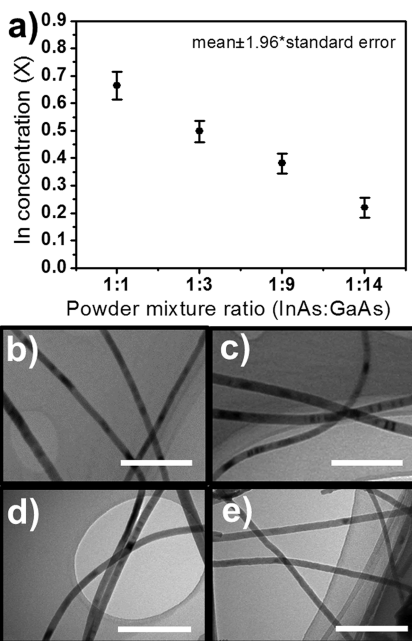 a)
mean±1.96*standard error
In concentration (X)
0.9
0.8
0.7
0.6
0.5
0.4
0.3
0.2
0.1
0.0
1:1 1:3 1:9 1:14
Powder mixture ratio (InAs:GaAs)
b) c)
d) e)